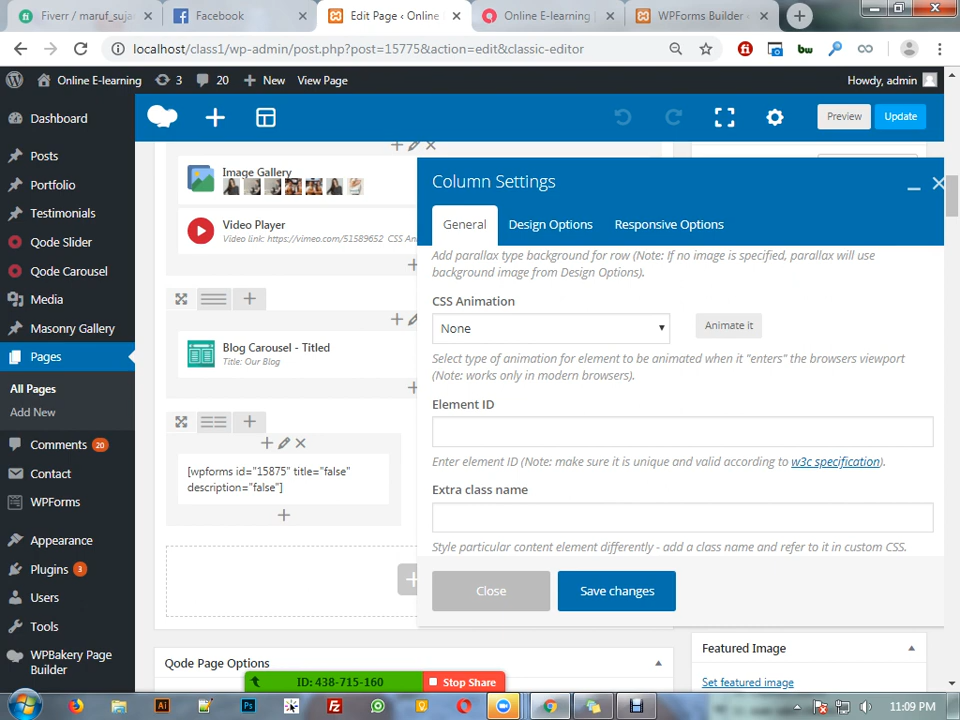 Fiverr / maruf_suja
Facebook
Edit Page ‹ Online
Online E-learning |
WPForms Builder ‹
localhost/class1/wp-admin/post.php?post=15775&action=edit&classic-editor
bw
Online E-learning
3
20
New
View Page
Howdy, admin
Dashboard
Posts
Portfolio
Testimonials
Qode Slider
Qode Carousel
Media
Masonry Gallery
Pages
All Pages
Add New
Comments 20
Contact
WPForms
Appearance
Plugins 3
Users
Tools
WPBakery Page
Builder
Preview
Update
Image Gallery
Video Player
Video link: https://vimeo.com/51589652 CSS An
Blog Carousel - Titled
Title: Our Blog
[wpforms id="15875" title="false"
description="false"]
Column Settings
General
Design Options
Responsive Options
Add parallax type background for row (Note: If no image is specified, parallax will use
background image from Design Options).
CSS Animation
None
Animate it
Select type of animation for element to be animated when it "enters" the browsers viewport
(Note: works only in modern browsers).
Element ID
Enter element ID (Note: make sure it is unique and valid according to w3c specification).
Extra class name
Style particular content element differently - add a class name and refer to it in custom CSS.
Close
Save changes
Qode Page Options
Featured Image
Set featured image
ID: 438-715-160
Stop Share
Ai
Ps
11:09 PM